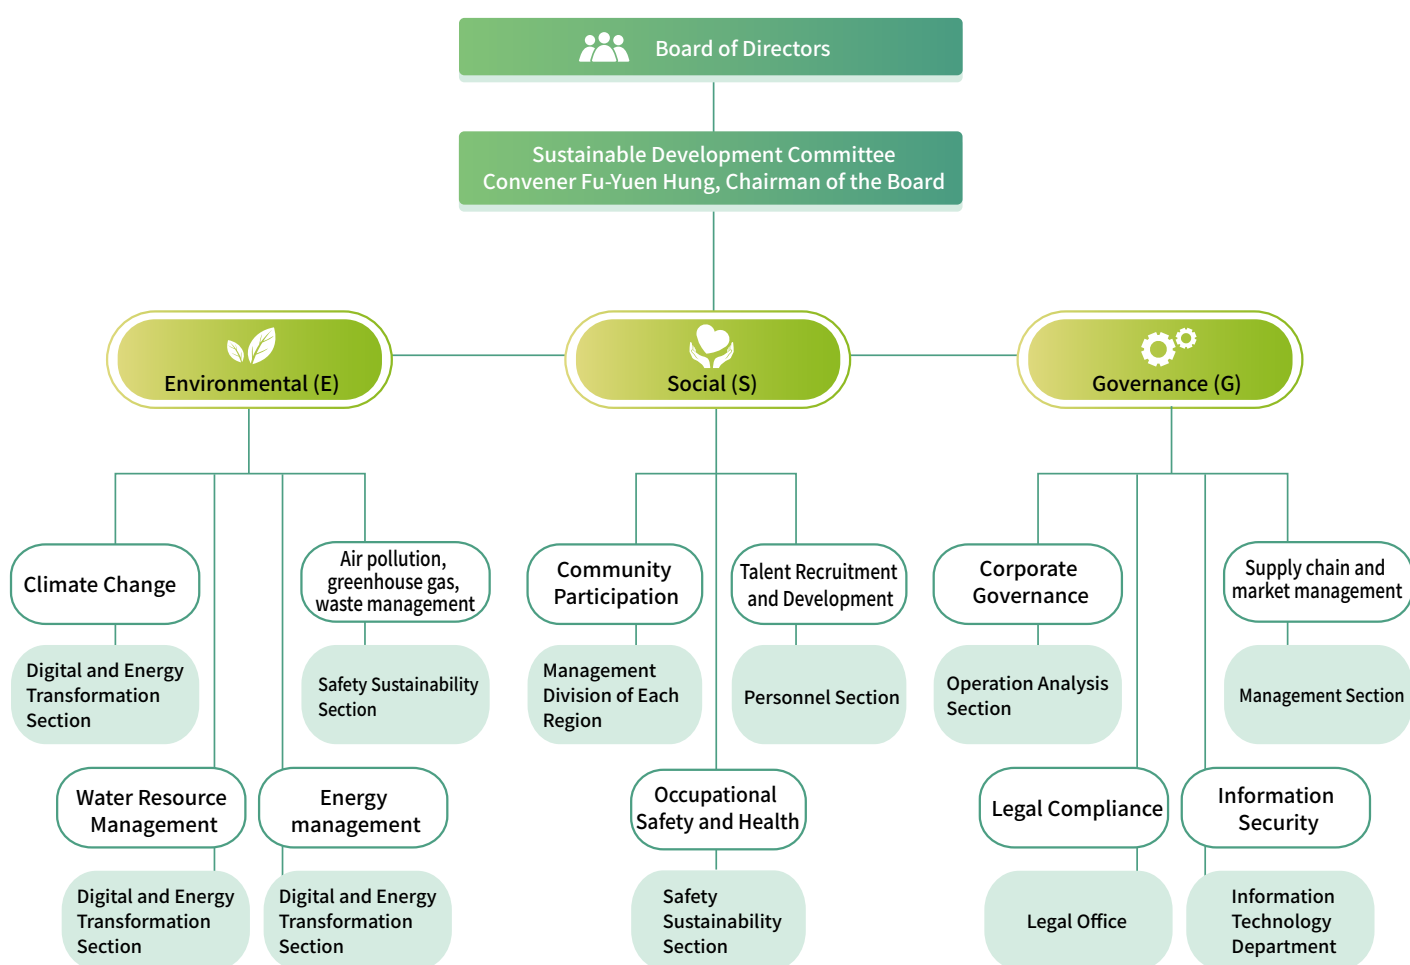 Board of Directors
Sustainable Development Committee
Convener Fu-Yuen Hung, Chairman of the Board
Environmental (E)
Social (S)
Governance (G)
Climate Change
Air pollution,
greenhouse gas,
waste management
Community
Participation
Talent Recruitment
and Development
Corporate
Governance
Supply chain and
market management
Digital and Energy
Transformation
Section
Safety Sustainability
Section
Management
Division of Each
Region
Personnel Section
Operation Analysis
Section
Management Section
Water Resource
Management
Energy
management
Occupational
Safety and Health
Legal Compliance
Information
Security
Digital and Energy
Transformation
Section
Digital and Energy
Transformation
Section
Safety
Sustainability
Section
Legal Office
Information
Technology
Department